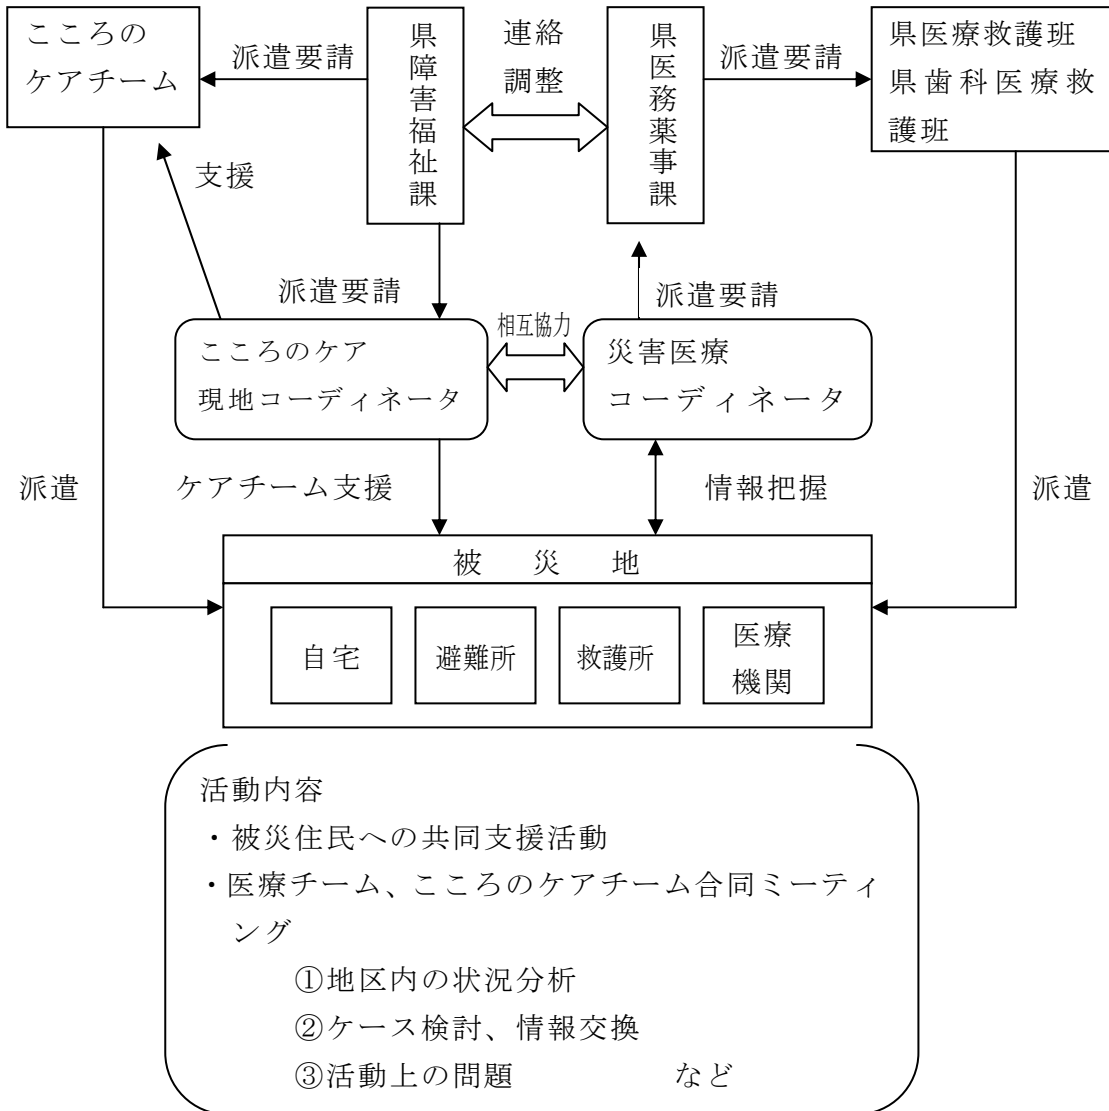 こころの
ケアチーム
派遣要請
県障害福祉課
連絡
調整
県医務薬事課
派遣要請
県医療救護班
県歯科医療救
護班
支援
派遣要請
派遣要請
こころのケア
現地コーディネータ
相互協力
災害医療
コーディネータ
派遣
ケアチーム支援
情報把握
派遣
被　災　地
自宅
避難所
救護所
医療
機関
活動内容
・被災住民への共同支援活動
・医療チーム、こころのケアチーム合同ミーティ
ング
①地区内の状況分析
②ケース検討、情報交換
③活動上の問題　　　　　など